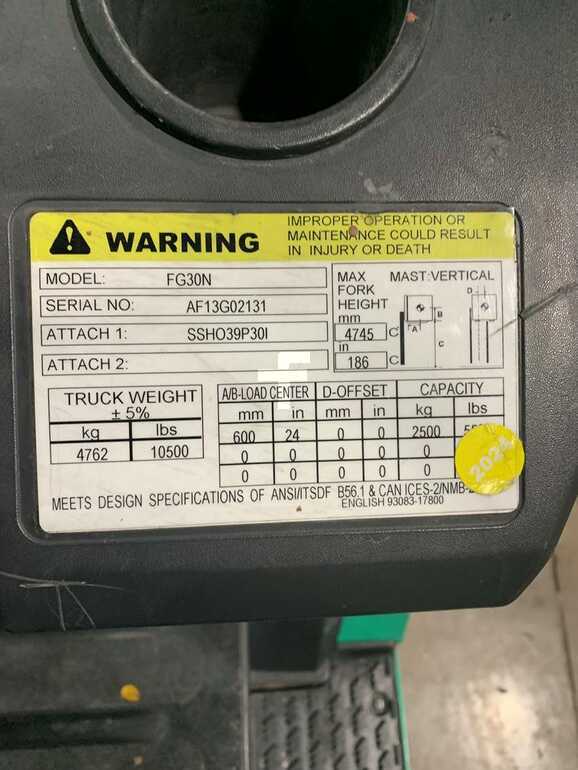 WARNING
IMPROPER OPERATION OR
MAINTENANCE COULD RESULT
IN INJURY OR DEATH
MODEL: FG30N
SERIAL NO: AF13G02131
ATTACH 1: SSHO39P30I
ATTACH 2:
MAX FORK HEIGHT
MAST:VERTICAL
mm
4745 C
in
186 C
A
B
C
D
TRUCK WEIGHT
± 5%
kg lbs
4762 10500
A/B-LOAD CENTER D-OFFSET CAPACITY
mm in mm in kg lbs
600 24 0 0 2500
0 0 0 0 0
0 0 0 0 0
2024
MEETS DESIGN SPECIFICATIONS OF ANSI/ITSDF B56.1 & CAN ICES-2/NMB-
ENGLISH 93083-17800